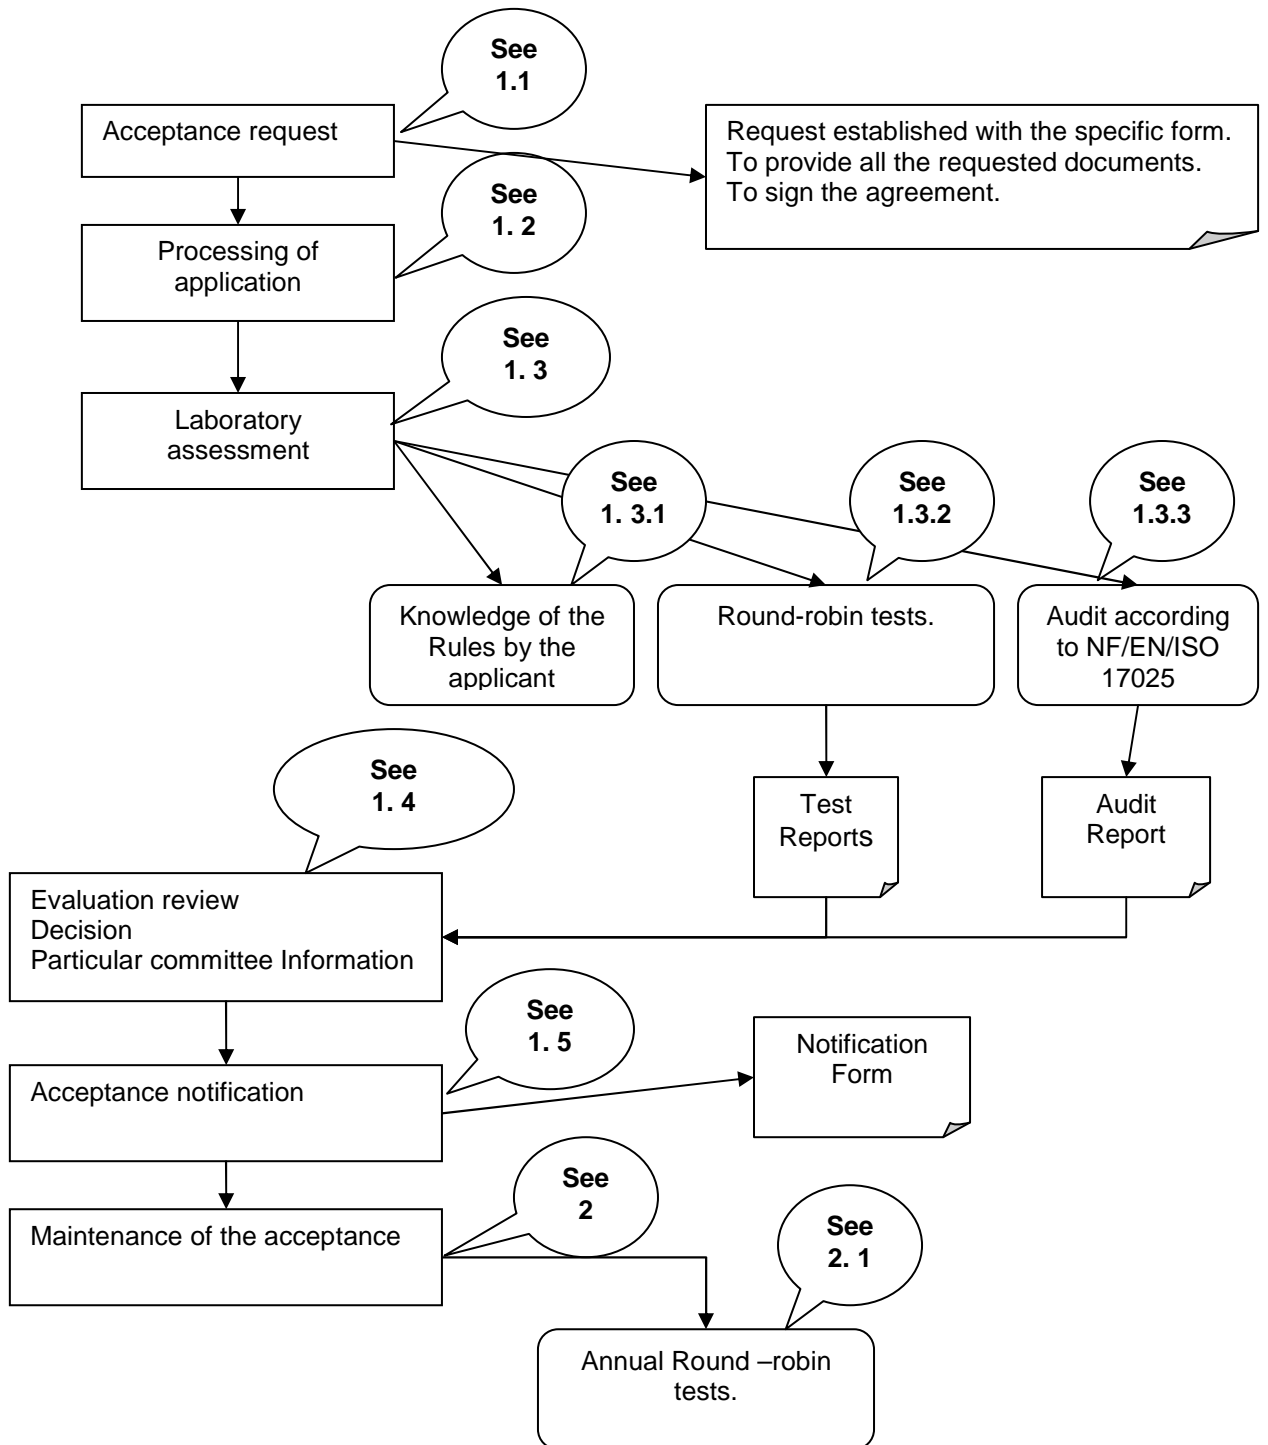 See
1.1
Acceptance request
Request established with the specific form.
To provide all the requested documents.
To sign the agreement.
See
1. 2
Processing of
application
See
1. 3
Laboratory
assessment
See
1. 3.1
See
1.3.2
See
1.3.3
Knowledge of the
Rules by the
applicant
Round-robin tests.
Audit according
to NF/EN/ISO
17025
See
1. 4
Test
Reports
Audit
Report
Evaluation review
Decision
Particular committee Information
See
1. 5
Acceptance notification
Notification
Form
See
2
Maintenance of the acceptance
See
2. 1
Annual Round –robin
tests.